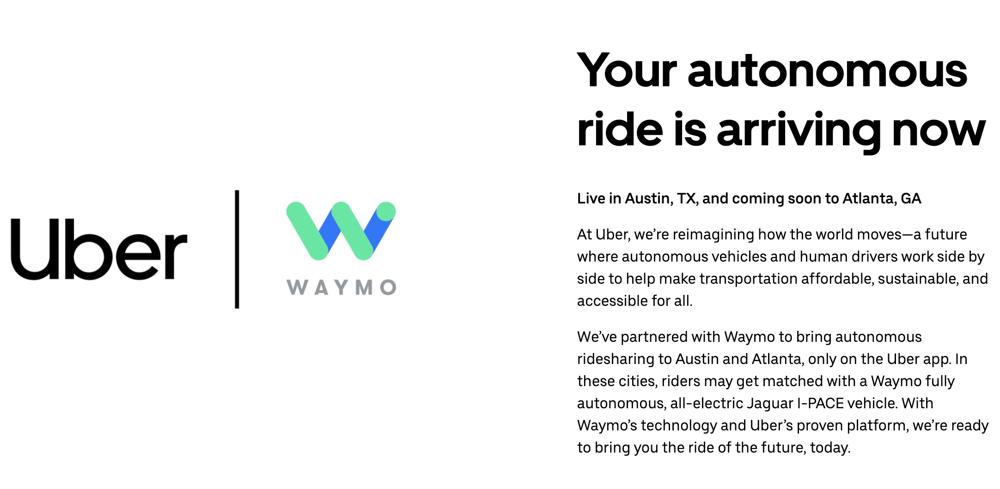 Uber
WAYMO
Your autonomous
ride is arriving now
Live in Austin, TX, and coming soon to Atlanta, GA
At Uber, we’re reimagining how the world moves—a future
where autonomous vehicles and human drivers work side by
side to help make transportation affordable, sustainable, and
accessible for all.
We’ve partnered with Waymo to bring autonomous
ridesharing to Austin and Atlanta, only on the Uber app. In
these cities, riders may get matched with a Waymo fully
autonomous, all-electric Jaguar I-PACE vehicle. With
Waymo’s technology and Uber’s proven platform, we’re ready
to bring you the ride of the future, today.